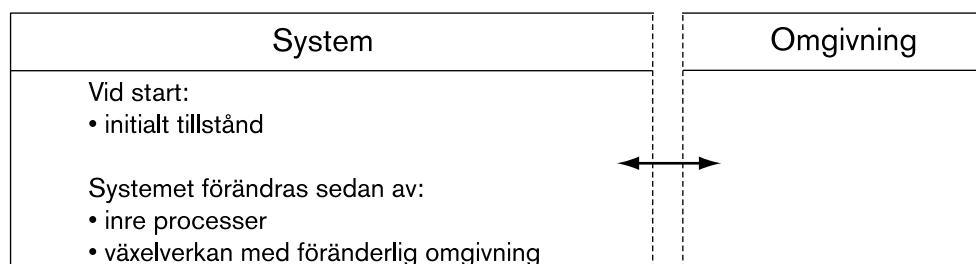 System
Omgivning
Vid start:
• initialt tillstånd
Systemet förändras sedan av:
• inre processer
• växelverkan med föränderlig omgivning